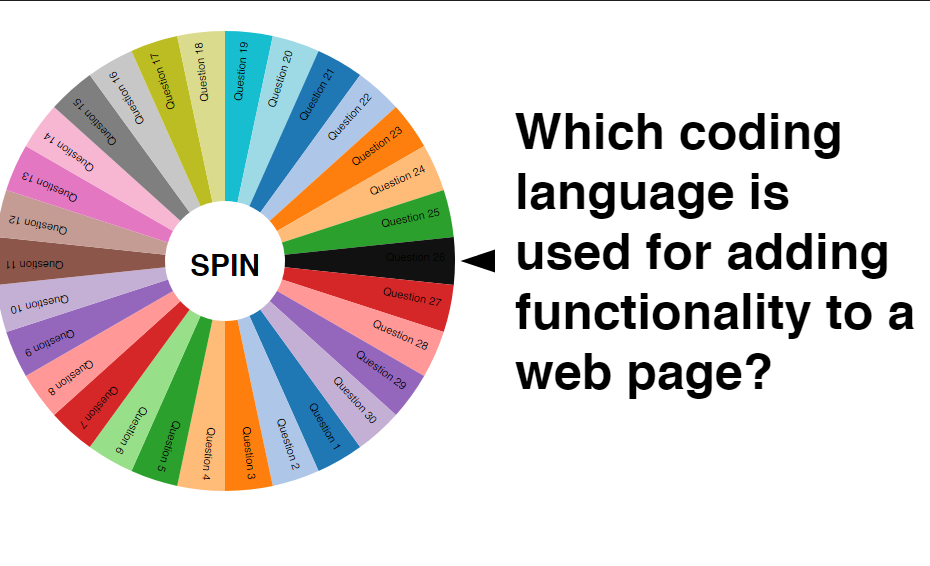 Question 1
Question 2
Question 3
Question 4
Question 5
Question 6
Question 7
Question 8
Question 9
Question 10
Question 11
Question 12
Question 13
Question 14
Question 15
Question 16
Question 17
Question 18
Question 19
Question 20
Question 21
Question 22
Question 23
Question 24
Question 25
Question 26
Question 27
Question 28
Question 29
Question 30
SPIN
Which coding
language is
used for adding
functionality to a
web page?